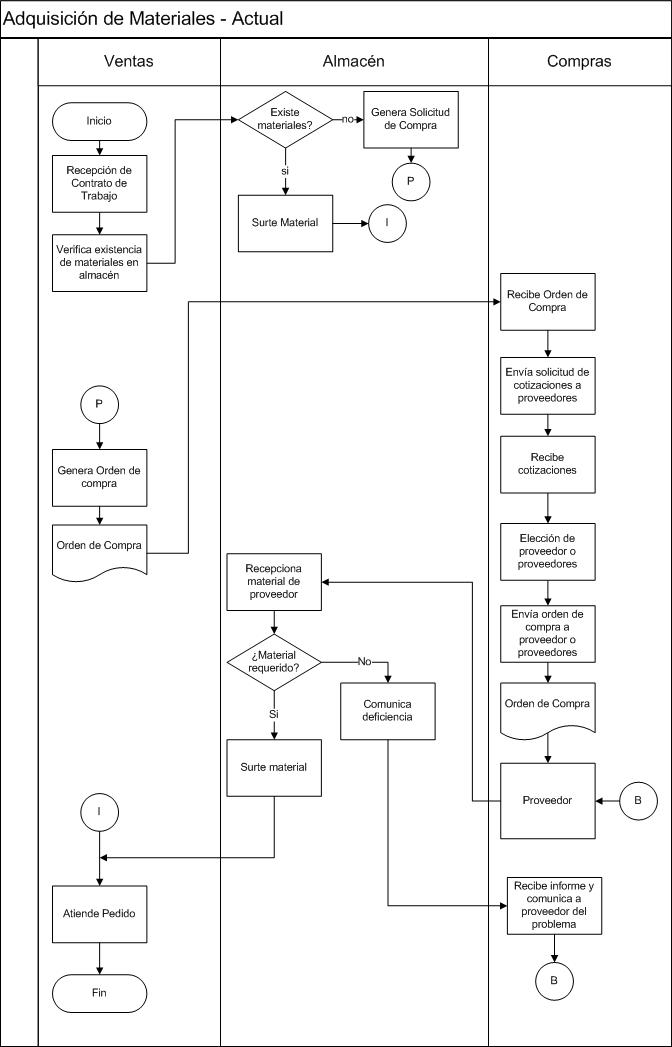 Adquisición de Materiales - Actual
Ventas
Almacén
Compras
Inicio
Recepción de
Contrato de
Trabajo
Verifica existencia
de materiales en
almacén
Existe
materiales?
no
Genera Solicitud
de Compra
P
si
Surte Material
I
Recibe Orden de
Compra
Envía solicitud de
cotizaciones a
proveedores
Recibe
cotizaciones
Elección de
proveedor o
proveedores
Envía orden de
compra a
proveedor o
proveedores
Orden de Compra
Proveedor
B
P
Genera Orden de
compra
Orden de Compra
Recepciona
material de
proveedor
¿Material
requerido?
No
Comunica
deficiencia
Si
Surte material
Recibe informe y
comunica a
proveedor del
problema
B
I
Atiende Pedido
Fin